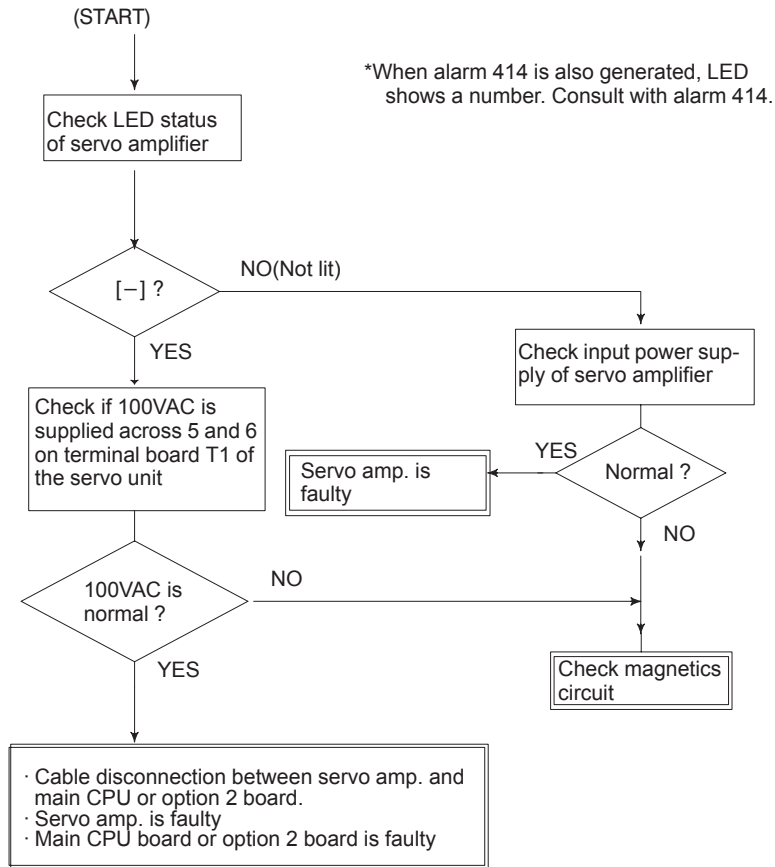 (START)
*When alarm 414 is also generated, LED
shows a number. Consult with alarm 414.
Check LED status
of servo amplifier
[−] ?
NO(Not lit)
YES
Check input power sup-
ply of servo amplifier
Check if 100VAC is
supplied across 5 and 6
on terminal board T1 of
the servo unit
Normal ?
YES
Servo amp. is
faulty
NO
100VAC is
normal ?
NO
YES
Check magnetics
circuit
· Cable disconnection between servo amp. and
main CPU or option 2 board.
· Servo amp. is faulty
· Main CPU board or option 2 board is faulty